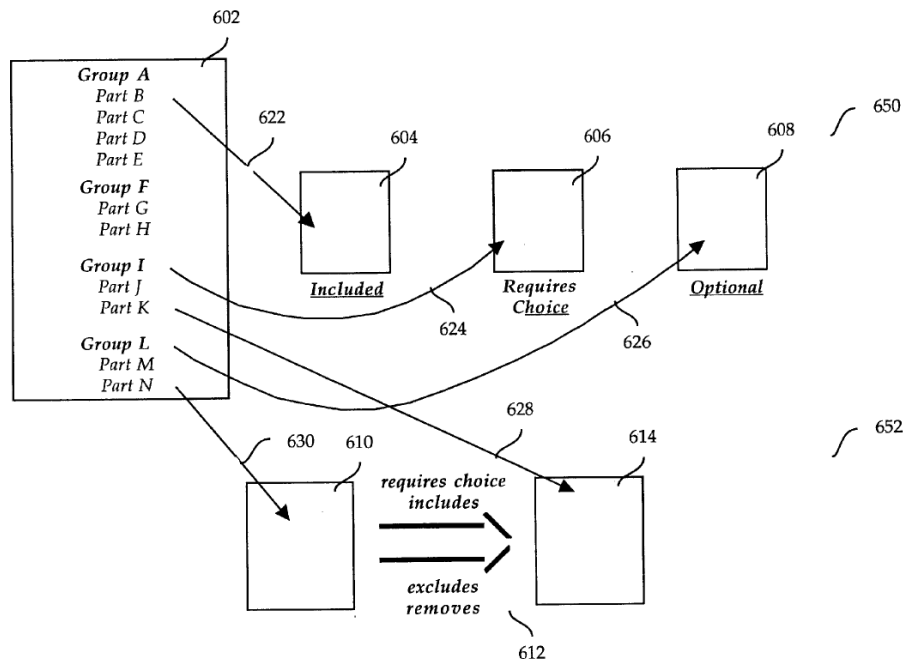 602
Group A
Part B
Part C
Part D
Part E
Group F
Part G
Part H
Group I
Part J
Part K
Group L
Part M
Part N
622
604
606
608
650
Included
Requires
Choice
Optional
624
626
628
630
610
614
652
requires choice
includes
excludes
removes
612